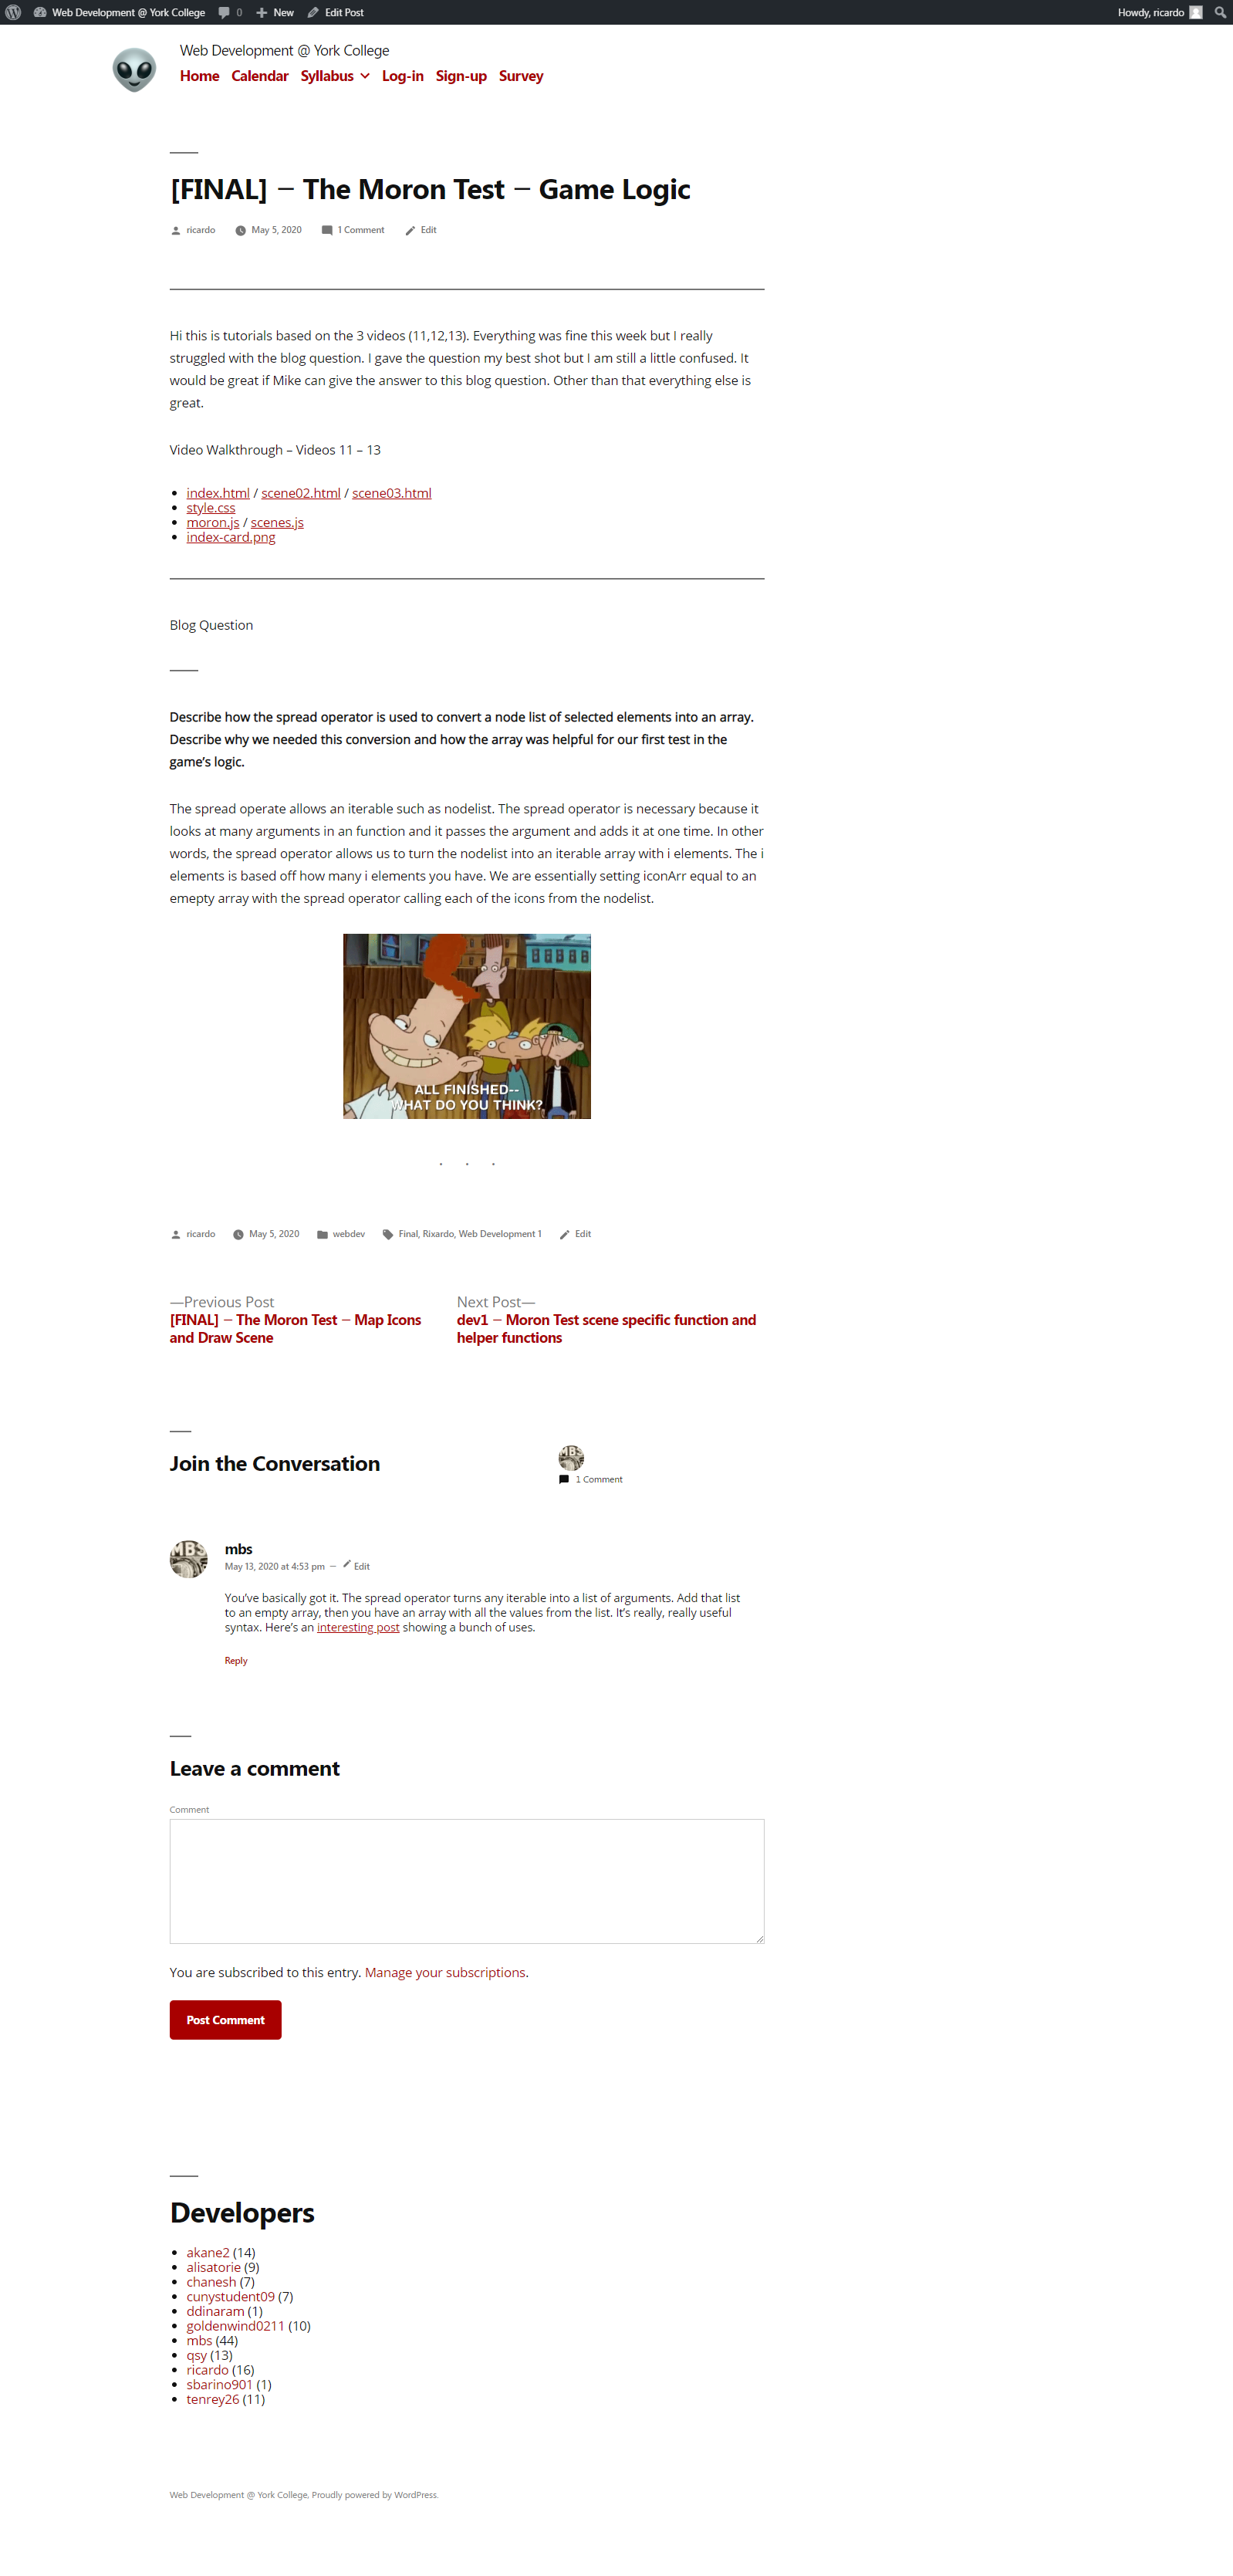 Web Development @ York College 0 New Edit Post Howdy, ricardo
Web Development @ York College
Home Calendar Syllabus Log-in Sign-up Survey
[FINAL] – The Moron Test – Game Logic
ricardo May 5, 2020 1 Comment Edit
Hi this is tutorials based on the 3 videos (11,12,13). Everything was fine this week but I really
struggled with the blog question. I gave the question my best shot but I am still a little confused. It
would be great if Mike can give the answer to this blog question. Other than that everything else is
great.
Video Walkthrough – Videos 11 – 13
index.html / scene02.html / scene03.html
style.css
moron.js / scenes.js
index-card.png
Blog Question
Describe how the spread operator is used to convert a node list of selected elements into an array.
Describe why we needed this conversion and how the array was helpful for our first test in the
game’s logic.
The spread operate allows an iterable such as nodelist. The spread operator is necessary because it
looks at many arguments in an function and it passes the argument and adds it at one time. In other
words, the spread operator allows us to turn the nodelist into an iterable array with i elements. The i
elements is based off how many i elements you have. We are essentially setting iconArr equal to an
emepty array with the spread operator calling each of the icons from the nodelist.
ALL FINISHED--
WHAT DO YOU THINK?
. . .
ricardo May 5, 2020 webdev Final, Rixardo, Web Development 1 Edit
—Previous Post
[FINAL] – The Moron Test – Map Icons
and Draw Scene
Next Post—
dev1 – Moron Test scene specific function and
helper functions
Join the Conversation
1 Comment
mbs
May 13, 2020 at 4:53 pm – Edit
You’ve basically got it. The spread operator turns any iterable into a list of arguments. Add that list
to an empty array, then you have an array with all the values from the list. It’s really, really useful
syntax. Here’s an interesting post showing a bunch of uses.
Reply
Leave a comment
Comment
You are subscribed to this entry. Manage your subscriptions.
Post Comment
Developers
akane2 (14)
alisatorie (9)
chanesh (7)
cunystudent09 (7)
ddinaram (1)
goldenwind0211 (10)
mbs (44)
qsy (13)
ricardo (16)
sbarino901 (1)
tenrey26 (11)
Web Development @ York College, Proudly powered by WordPress.